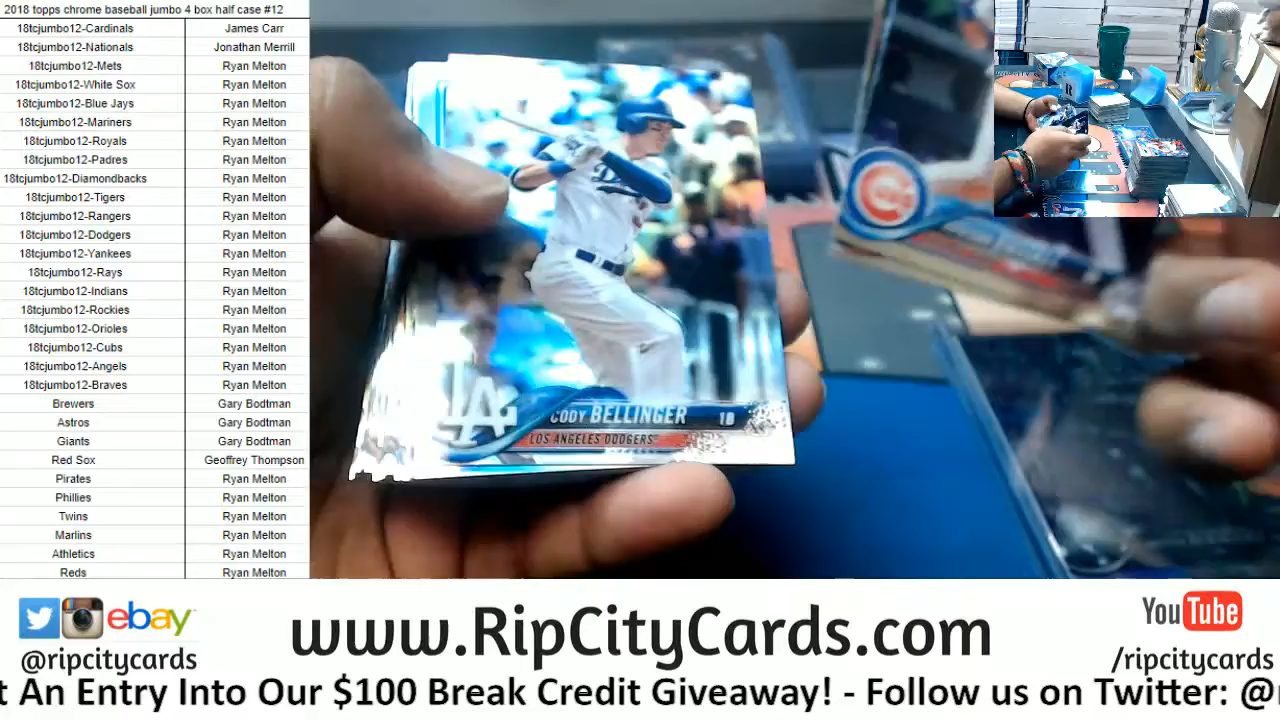 2018 topps chrome baseball jumbo 4 box half case #12
18tcjumbo12-Cardinals James Carr
18tcjumbo12-Nationals Jonathan Merrill
18tcjumbo12-Mets Ryan Melton
18tcjumbo12-White Sox Ryan Melton
18tcjumbo12-Blue Jays Ryan Melton
18tcjumbo12-Mariners Ryan Melton
18tcjumbo12-Royals Ryan Melton
18tcjumbo12-Padres Ryan Melton
18tcjumbo12-Diamondbacks Ryan Melton
18tcjumbo12-Tigers Ryan Melton
18tcjumbo12-Rangers Ryan Melton
18tcjumbo12-Dodgers Ryan Melton
18tcjumbo12-Yankees Ryan Melton
18tcjumbo12-Rays Ryan Melton
18tcjumbo12-Indians Ryan Melton
18tcjumbo12-Rockies Ryan Melton
18tcjumbo12-Orioles Ryan Melton
18tcjumbo12-Cubs Ryan Melton
18tcjumbo12-Angels Ryan Melton
18tcjumbo12-Braves Ryan Melton
Brewers Gary Bodtman
Astros Gary Bodtman
Giants Gary Bodtman
Red Sox Geoffrey Thompson
Pirates Ryan Melton
Phillies Ryan Melton
Twins Ryan Melton
Marlins Ryan Melton
Athletics Ryan Melton
Reds Ryan Melton
LA
CODY BELLINGER 1B
LOS ANGELES DODGERS
ebay
@ripcitycards
www.RipCityCards.com
YouTube
/ripcitycards
t An Entry Into Our $100 Break Credit Giveaway! - Follow us on Twitter: @